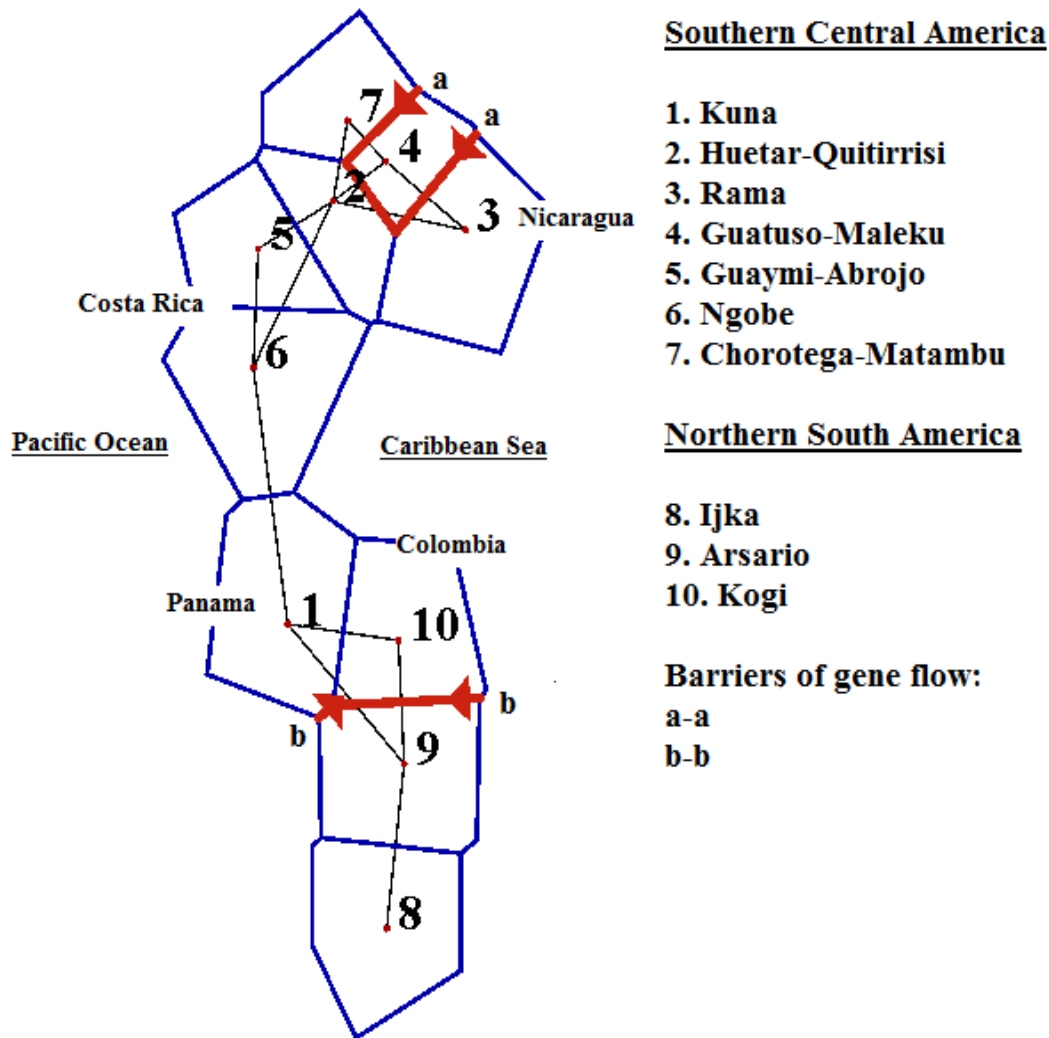 a
7
a
4
2
3
Nicaragua
5
Costa Rica
6
Pacific Ocean
Caribbean Sea
Colombia
Panama
1
10
b
b
9
8
Southern Central America
1. Kuna
2. Huetar-Quitirrisi
3. Rama
4. Guatuso-Maleku
5. Guaymi-Abrojo
6. Ngobe
7. Chorotega-Matambu
Northern South America
8. Ijka
9. Arsario
10. Kogi
Barriers of gene flow:
a-a
b-b